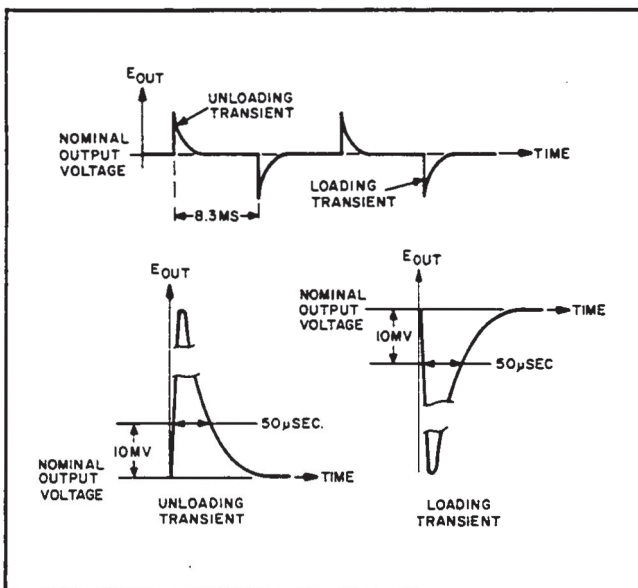 EOUT
UNLOADING
TRANSIENT
NOMINAL
OUTPUT
VOLTAGE
TIME
LOADING
TRANSIENT
8.3MS
EOUT
10MV
50µSEC.
NOMINAL
OUTPUT
VOLTAGE
TIME
UNLOADING
TRANSIENT
EOUT
NOMINAL
OUTPUT
VOLTAGE
TIME
10MV
50µSEC
LOADING
TRANSIENT